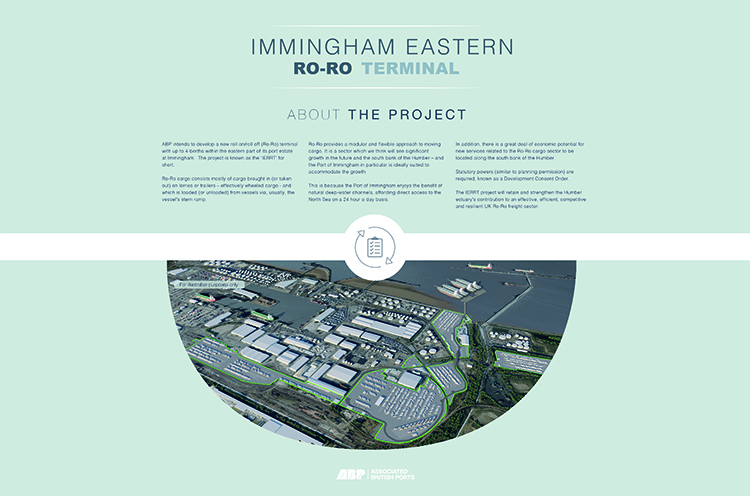 IMMINGHAM EASTERN
RO-RO TERMINAL
ABOUT THE PROJECT
ABP intends to develop a new roll on/roll off (Ro-Ro) terminal
with up to 4 berths within the eastern part of its port estate
at Immingham. The project is known as the "IERRT" for
short.
Ro-Ro cargo consists mostly of cargo brought in (or taken
out) on lorries or trailers - effectively wheeled cargo - and
which is loaded (or unloaded) from vessels via, usually, the
vessel's stern ramp.
Ro-Ro provides a modular and flexible approach to moving
cargo. It is a sector which we think will see significant
growth in the future and the south bank of the Humber – and
the Port of Immingham in particular is ideally suited to
accommodate the growth
This is because the Port of Immingham enjoys the benefit of
natural deep-water channels, affording direct access to the
North Sea on a 24 hour a day basis.
In addition, there is a great deal of economic potential for
new services related to the Ro-Ro cargo sector to be
located along the south bank of the Humber.
Statutory powers (similar to planning permission) are
required, known as a Development Consent Order.
The IERRT project will retain and strengthen the Humber
estuary's contribution to an effective, efficient, competitive
and resilient UK Ro-Ro freight sector.
For illustrative purposes only
ABP ASSOCIATED
BRITISH PORTS